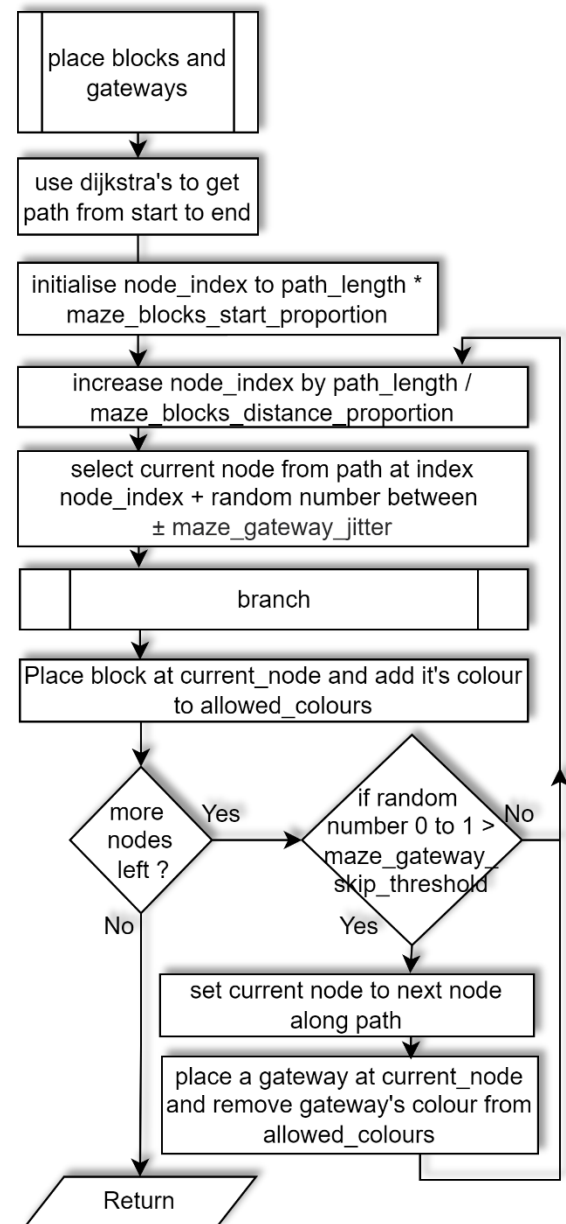 place blocks and
gateways
use dijkstra's to get
path from start to end
initialise node_index to path_length *
maze_blocks_start_proportion
increase node_index by path_length /
maze_blocks_distance_proportion
select current node from path at index
node_index + random number between
± maze_gateway_jitter
branch
Place block at current_node and add it's colour
to allowed_colours
more
nodes
left ?
Yes
No
if random
number 0 to 1 >
maze_gateway_
skip_threshold
No
Yes
set current node to next node
along path
place a gateway at current_node
and remove gateway's colour from
allowed_colours
Return